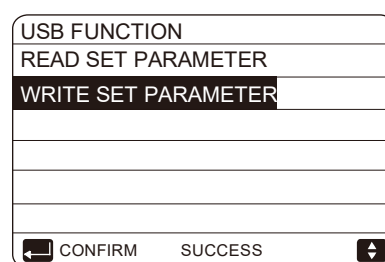 USB FUNCTION
READ SET PARAMETER
WRITE SET PARAMETER
CONFIRM SUCCESS